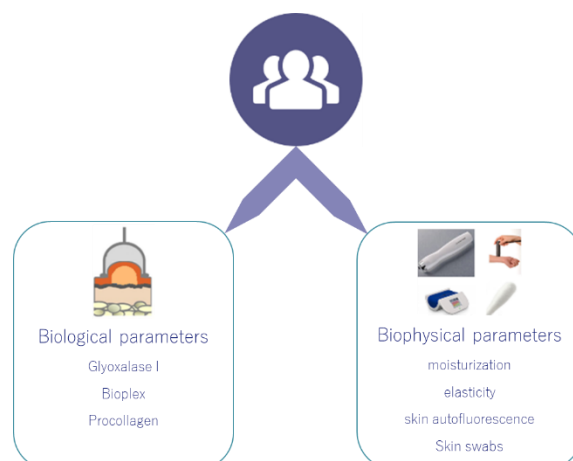 Biological parameters
Glyoxalase I
Bioplex
Procollagen
Biophysical parameters
moisturization
elasticity
skin autofluorescence
Skin swabs